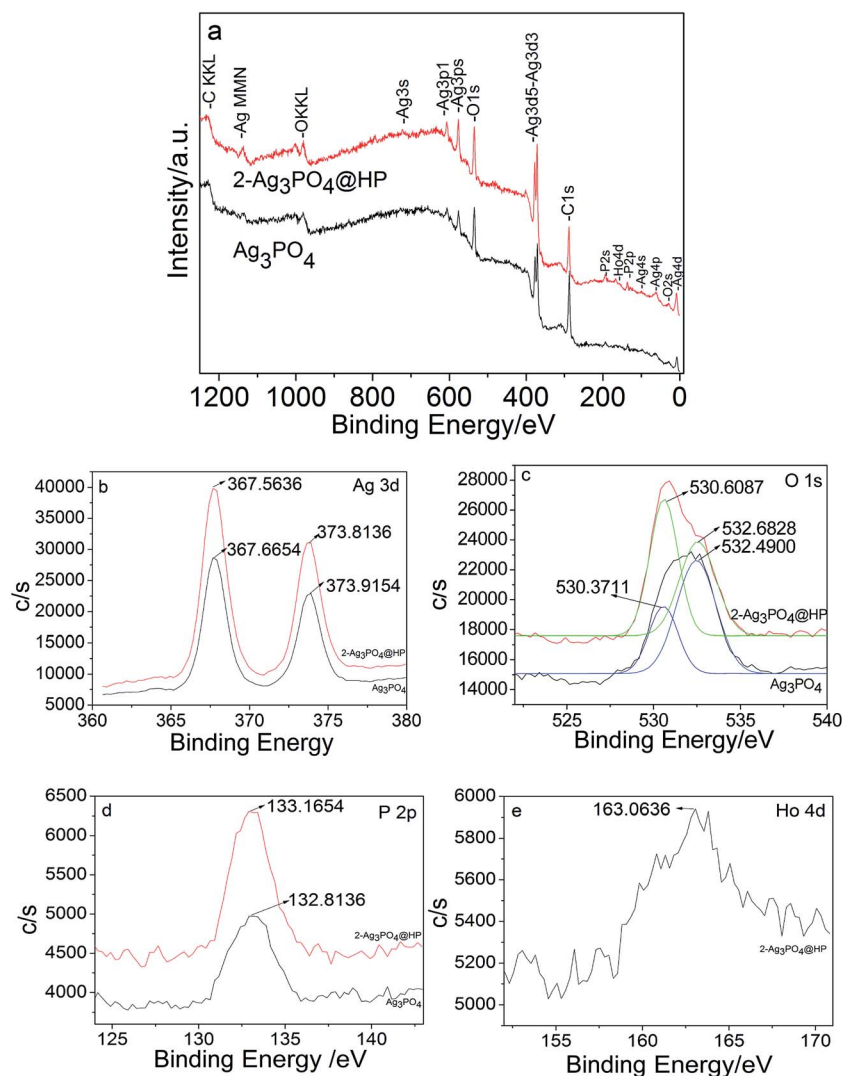 a
-C KKL
-Ag MMN
-OKKL
-Ag3s
-Ag3p1
-Ag3ps
-O1s
-Ag3d5-Ag3d3
-C1s
-P2s
-Ho4d
-P2p
-Ag4s
-Ag4p
-O2s
-Ag4d
2-Ag₃PO₄@HP
Ag₃PO₄
Intensity/a.u.
1200 1000 800 600 400 200 0
Binding Energy/eV
b
Ag 3d
367.5636
373.8136
367.6654
373.9154
2-Ag₃PO₄@HP
Ag₃PO₄
c/s
40000
35000
30000
25000
20000
15000
10000
5000
360 365 370 375 380
Binding Energy
c
O 1s
530.6087
532.6828
532.4900
530.3711
2-Ag₃PO₄@HP
Ag₃PO₄
c/s
28000
26000
24000
22000
20000
18000
16000
14000
525 530 535 540
Binding Energy/eV
d
P 2p
133.1654
132.8136
2-Ag₃PO₄@HP
Ag₃PO₄
c/s
6500
6000
5500
5000
4500
4000
125 130 135 140
Binding Energy /eV
e
Ho 4d
163.0636
2-Ag₃PO₄@HP
c/s
6000
5800
5600
5400
5200
5000
155 160 165 170
Binding Energy/eV